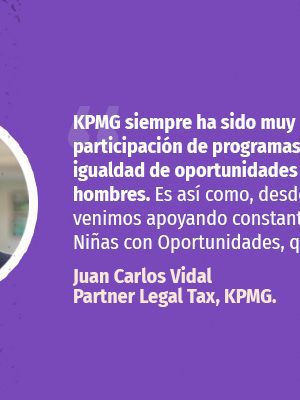 KPMG siempre ha sido muy
participación de programas
igualdad de oportunidades
hombres. Es así como, desde
venimos apoyando constant
Niñas con Oportunidades, q
Juan Carlos Vidal
Partner Legal Tax, KPMG.